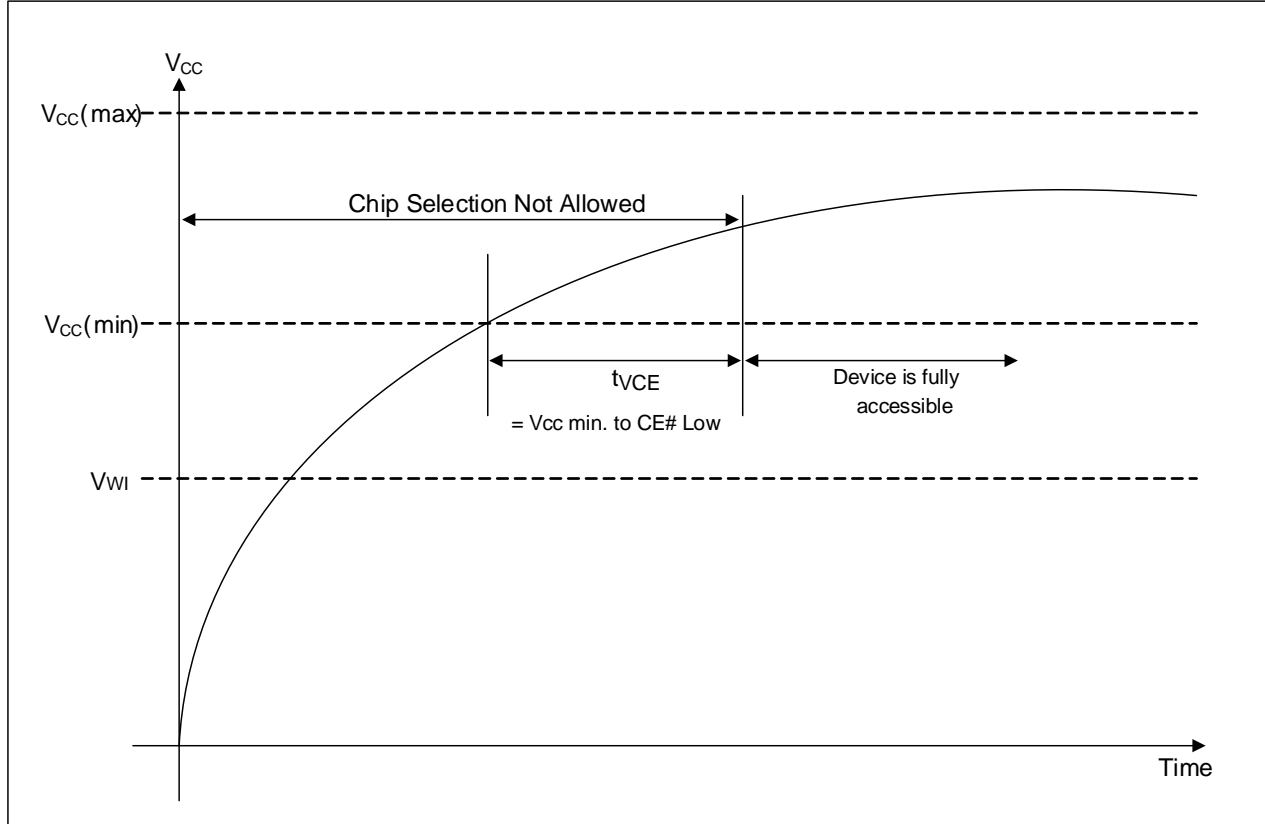 VCC
VCC(max)
Chip Selection Not Allowed
VCC(min)
tVCE
= Vcc min. to CE# Low
Device is fully
accessible
VWI
Time